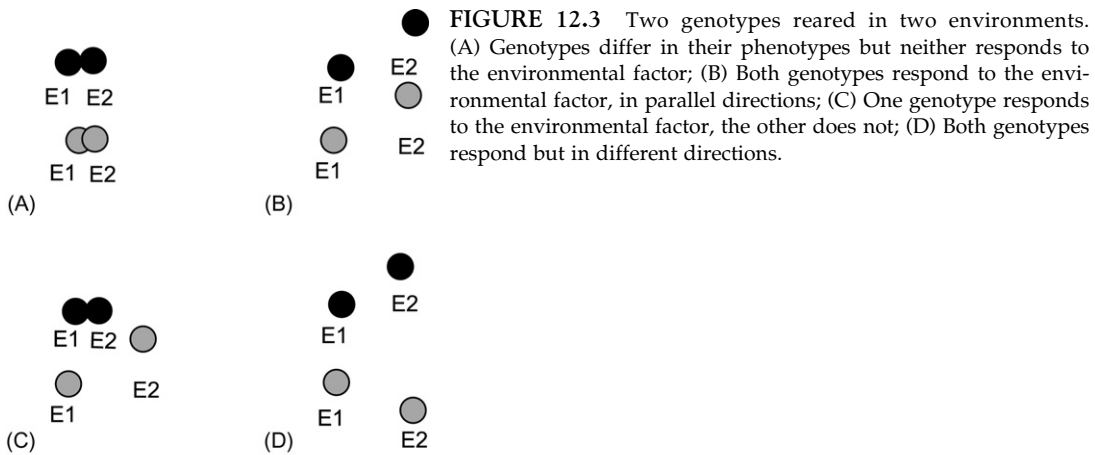 FIGURE 12.3 Two genotypes reared in two environments.
(A) Genotypes differ in their phenotypes but neither responds to
the environmental factor; (B) Both genotypes respond to the envi-
ronmental factor, in parallel directions; (C) One genotype responds
to the environmental factor, the other does not; (D) Both genotypes
respond but in different directions.
E1 E2
E1 E2
(A)
E2
E1
E2
E1
(B)
E1 E2
E2
E1
(C)
E2
E1
E1
E2
(D)